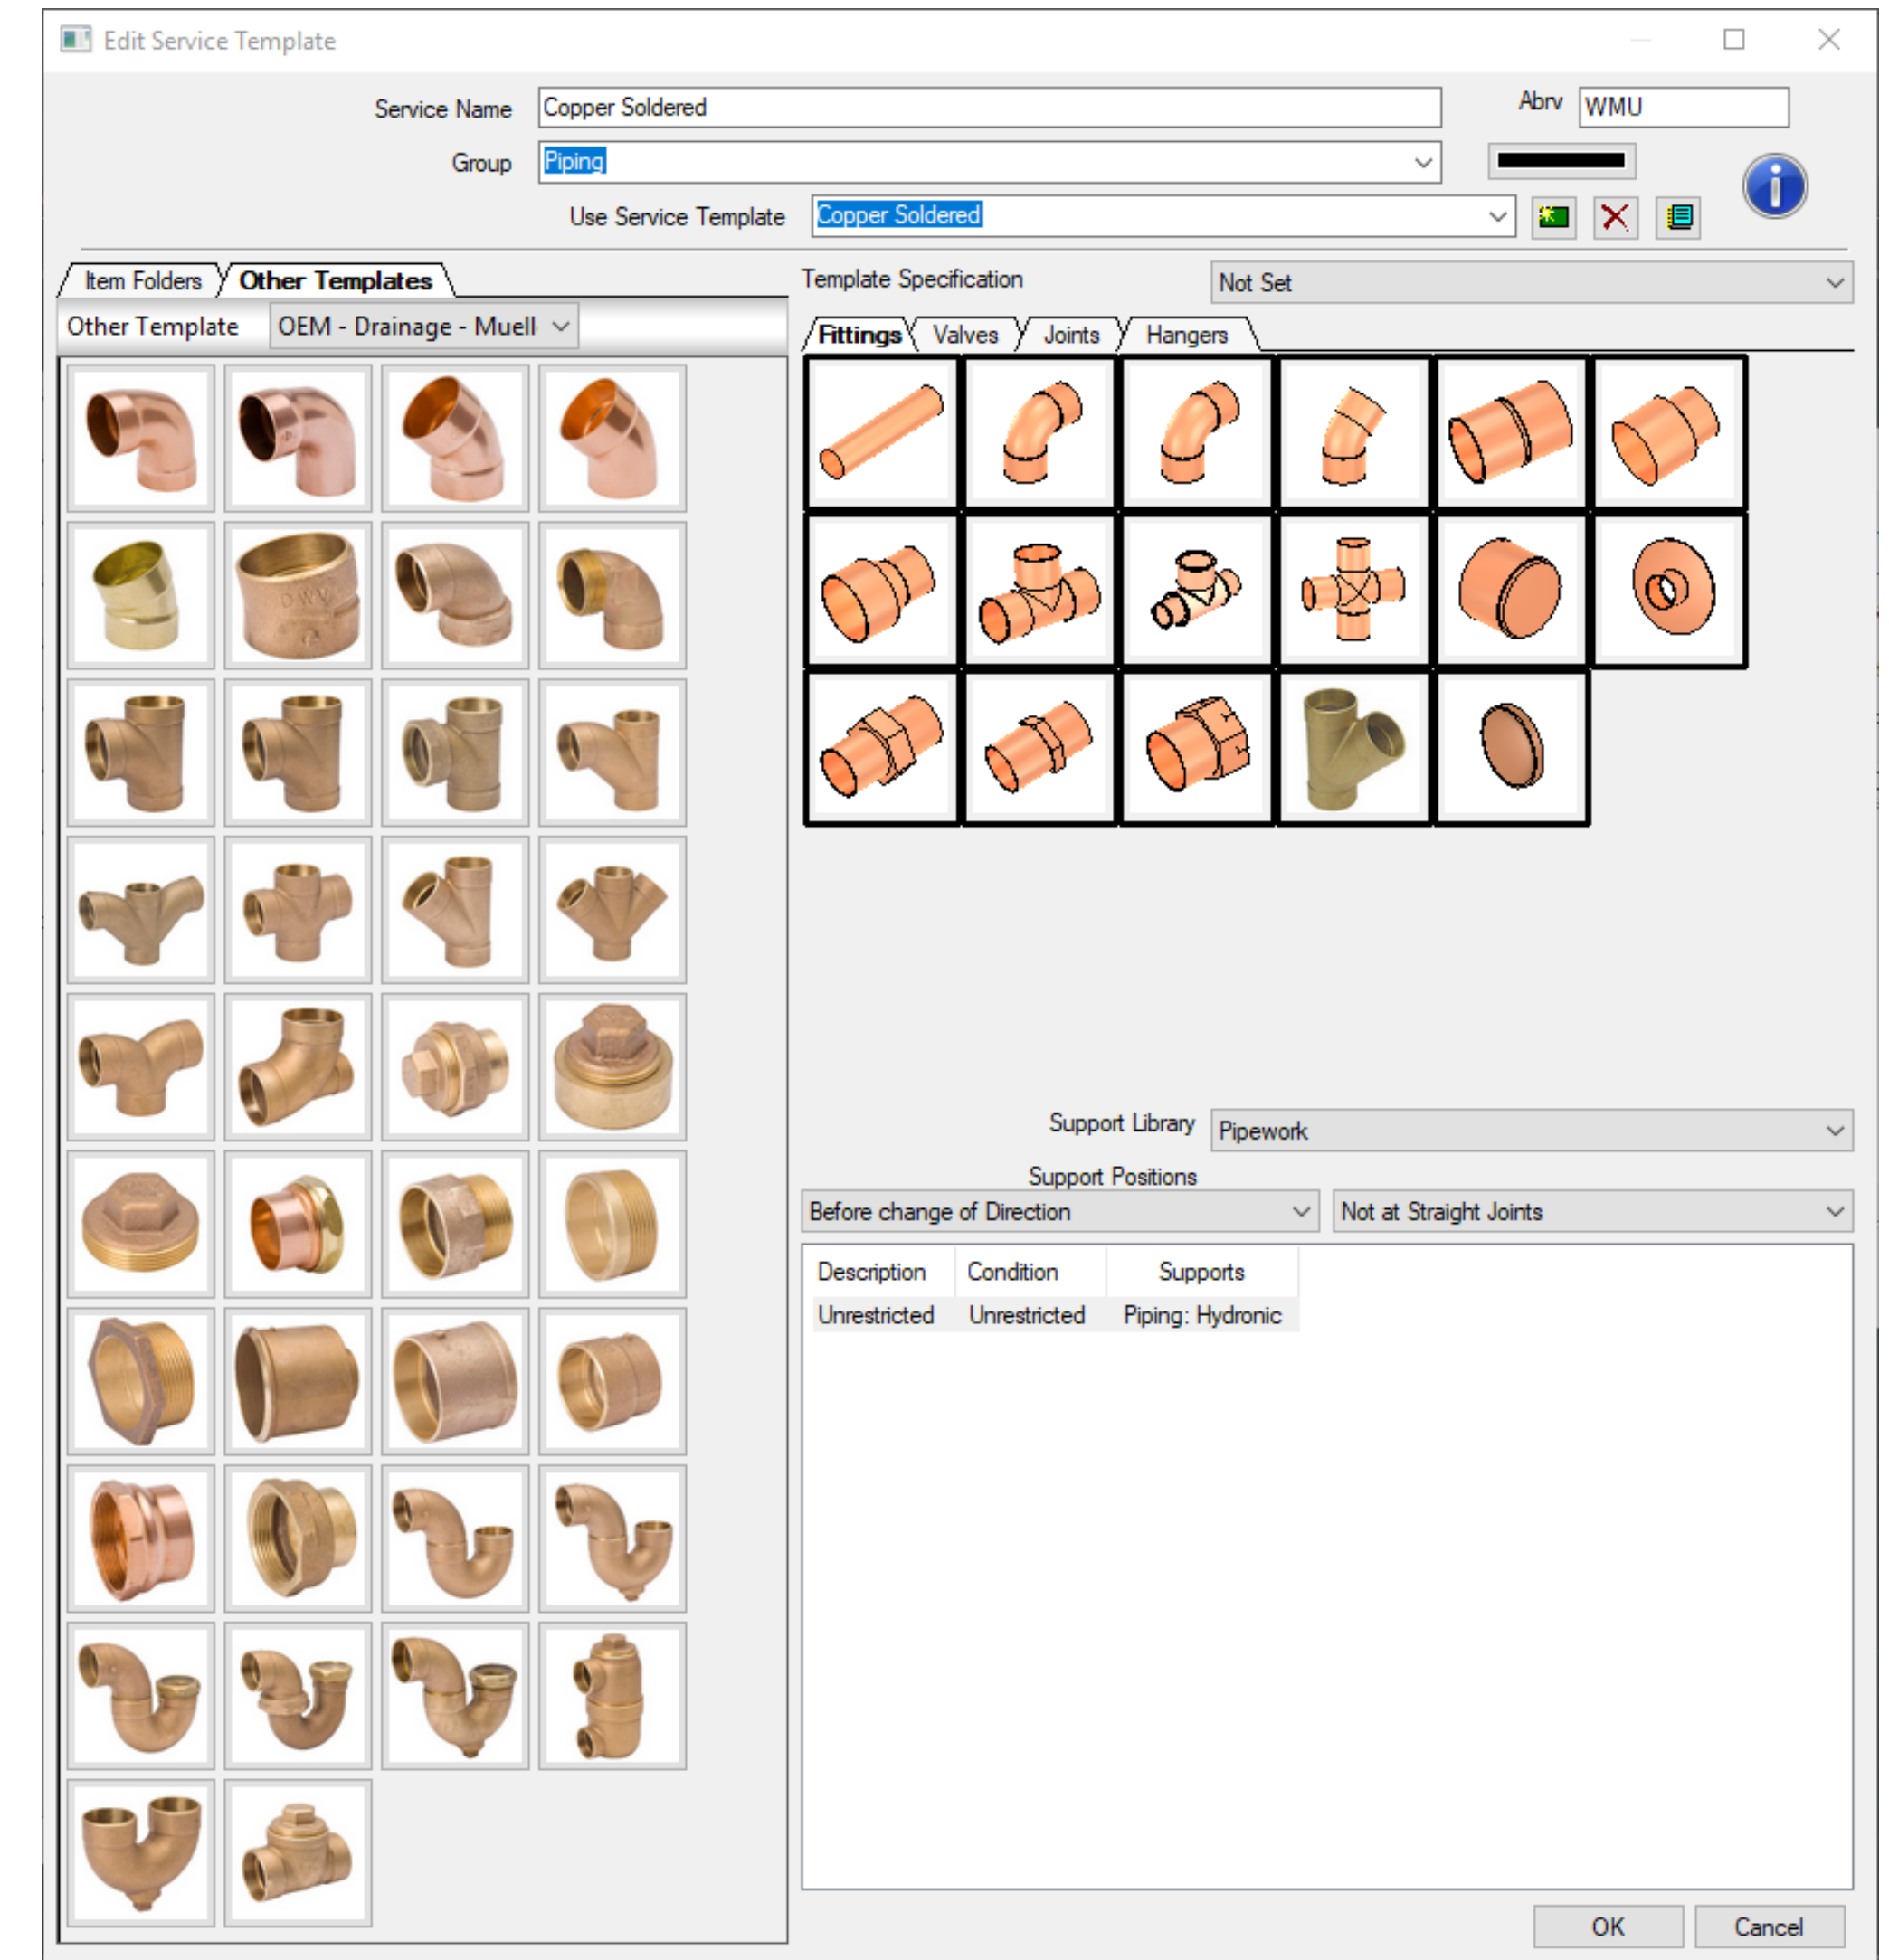 Edit Service Template
Service Name Copper Soldered Abrv WMU
Group Piping
Use Service Template Copper Soldered
Item Folders Other Templates
Other Template OEM - Drainage - Muell
Template Specification Not Set
Fittings Valves Joints Hangers
Support Library Pipework
Support Positions
Before change of Direction Not at Straight Joints
Description Condition Supports
Unrestricted Unrestricted Piping: Hydronic
OK Cancel